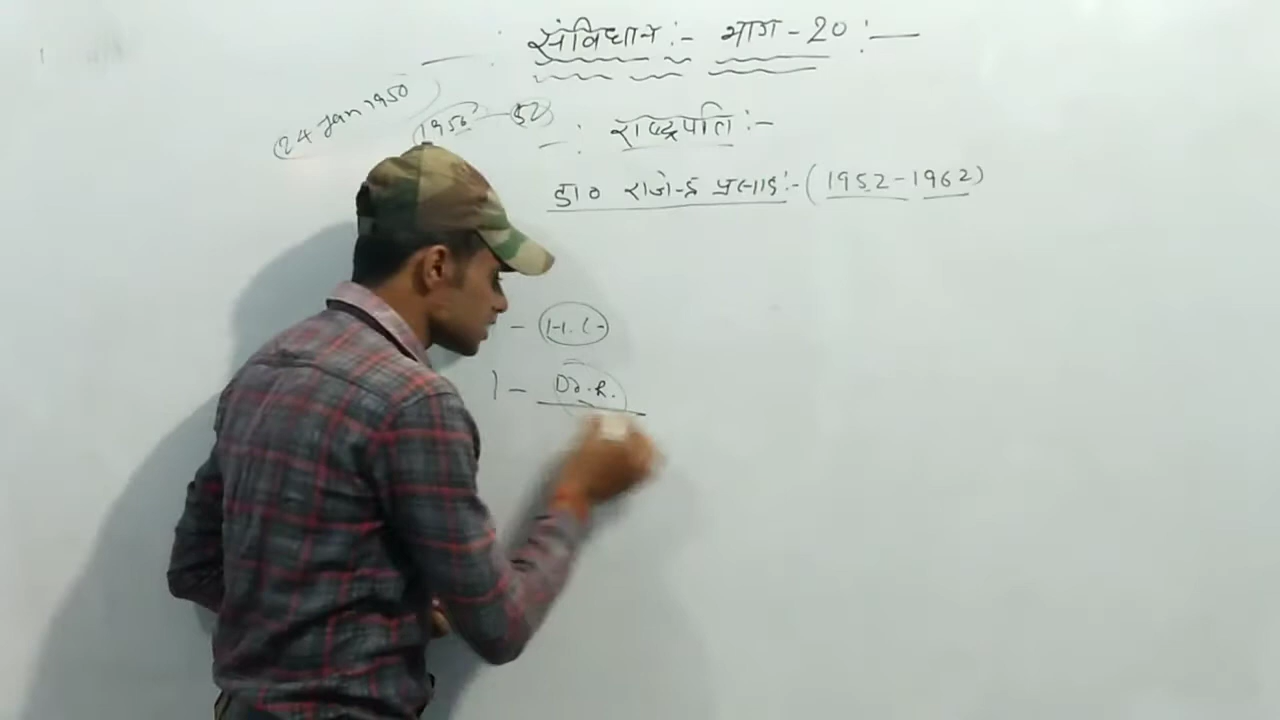 संविधान :- भाग - 20 :-
24 Jan 1950
1950 - 52
: राष्ट्रपति :-
डा० राजेन्द्र प्रसाद :- (1952 - 1962)
- H.C-
1 - Dr. R.